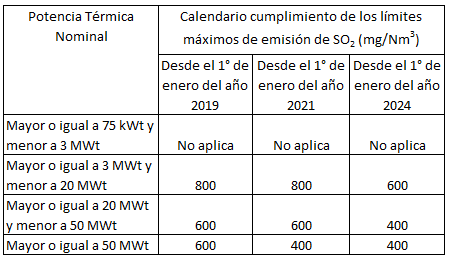 Potencia Térmica
Nominal
Calendario cumplimiento de los límites
máximos de emisión de SO₂ (mg/Nm³)
Desde el 1° de
enero del año
2019
Desde el 1° de
enero del año
2021
Desde el 1° de
enero del año
2024
Mayor o igual a 75 kWt y
menor a 3 MWt
No aplica
No aplica
No aplica
Mayor o igual a 3 MWt y
menor a 20 MWt
800
800
600
Mayor o igual a 20 MWt
y menor a 50 MWt
600
600
400
Mayor o igual a 50 MWt
600
400
400